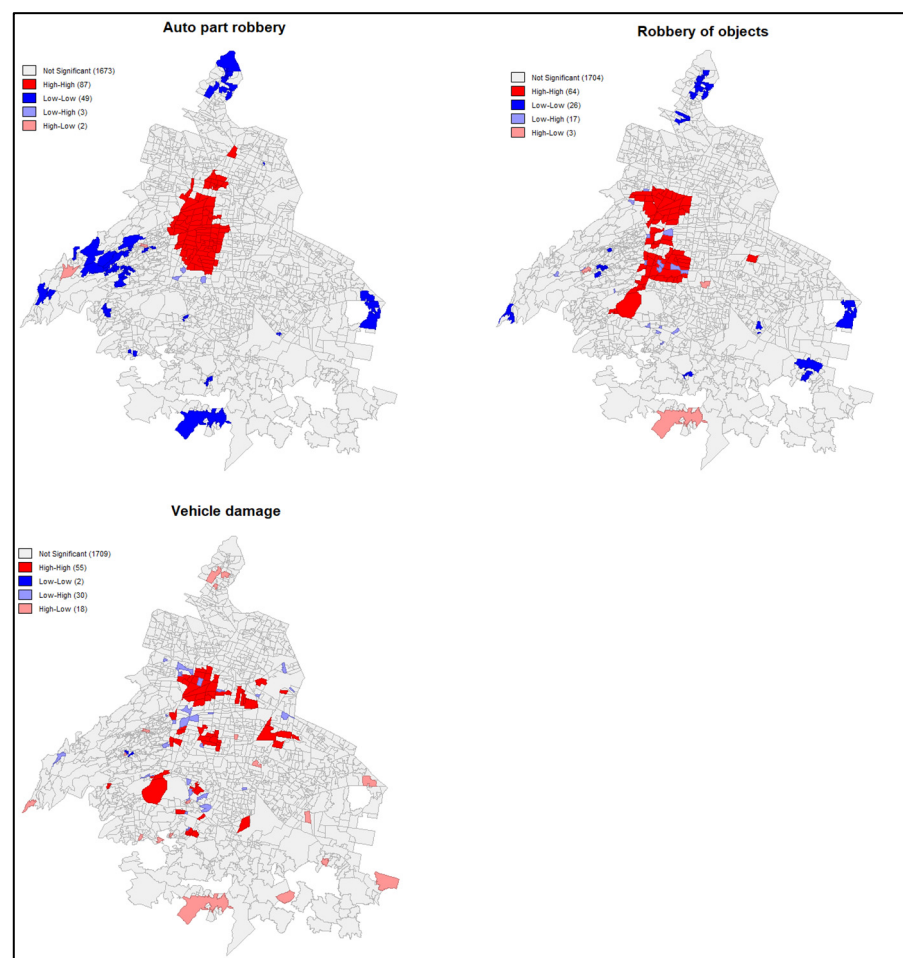 Auto part robbery
Not Significant (1673)
High-High (87)
Low-Low (49)
Low-High (3)
High-Low (2)
Robbery of objects
Not Significant (1704)
High-High (64)
Low-Low (26)
Low-High (17)
High-Low (3)
Vehicle damage
Not Significant (1709)
High-High (55)
Low-Low (2)
Low-High (30)
High-Low (18)